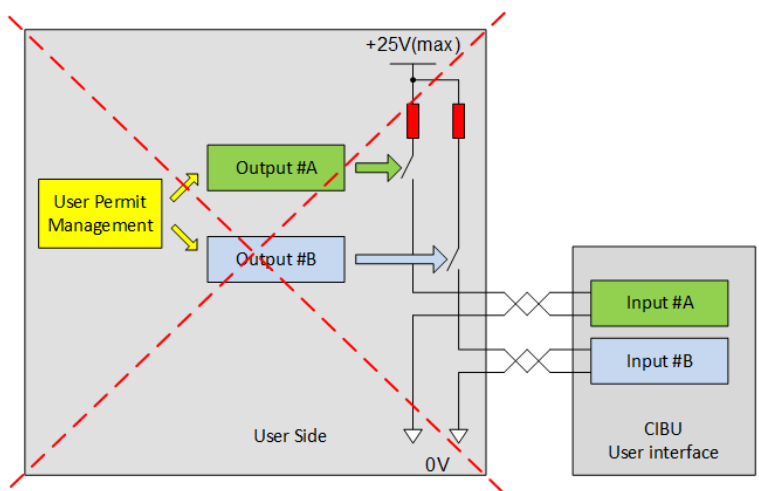 +25V(max)
Output #A
User Permit
Management
Output #B
Input #A
Input #B
User Side
CIBU
User interface
0V